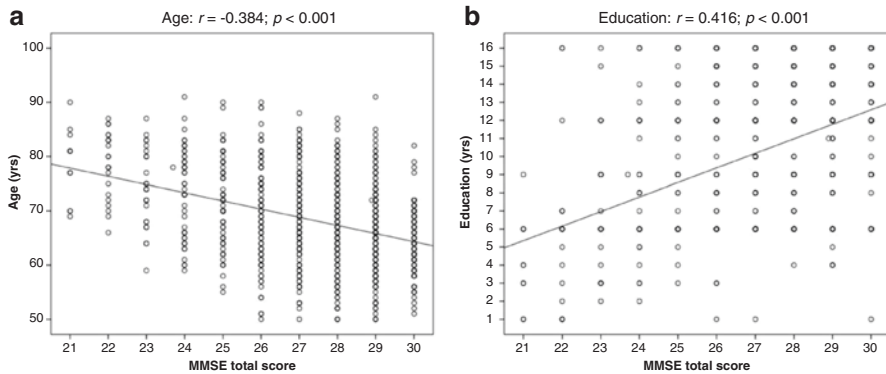 a
Age: r = -0.384; p < 0.001
100
90
80
70
60
50
Age (yrs)
21 22 23 24 25 26 27 28 29 30
MMSE total score
b
Education: r = 0.416; p < 0.001
16
15
14
13
12
11
10
9
8
7
6
5
4
3
2
1
Education (yrs)
21 22 23 24 25 26 27 28 29 30
MMSE total score